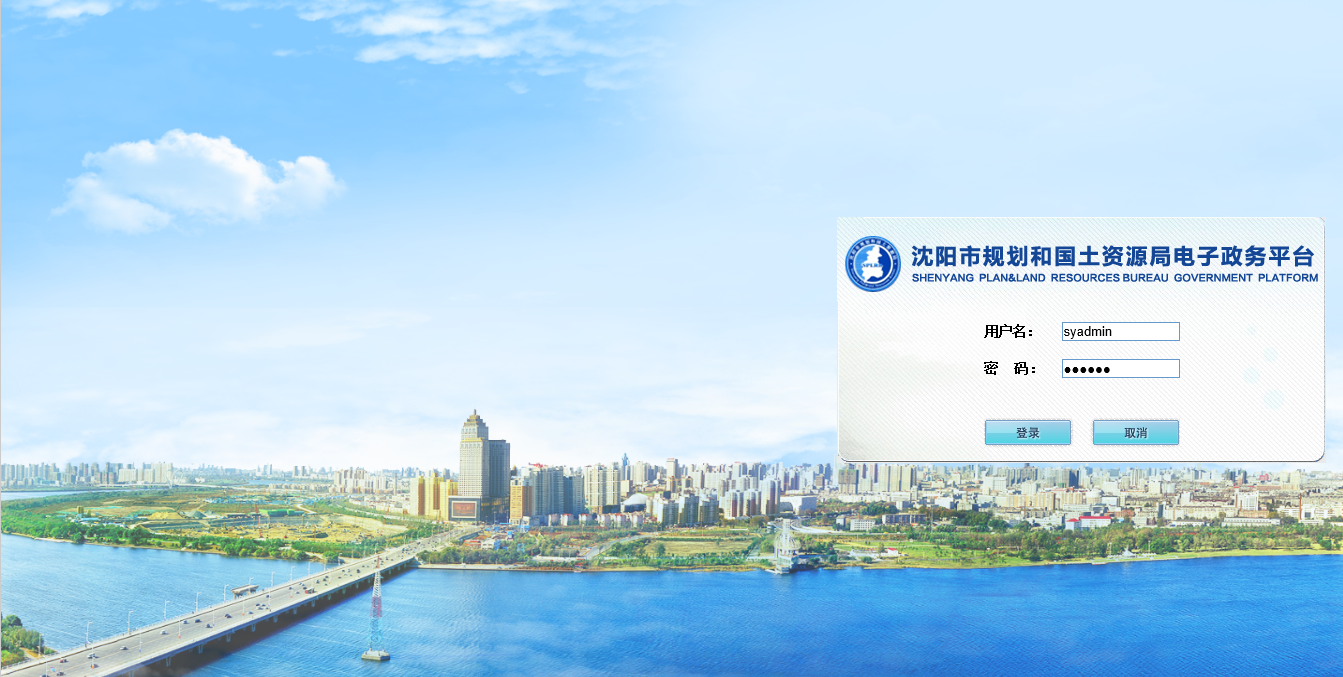 沈阳市规划和国土资源局电子政务平台
SHENYANG PLAN&LAND RESOURCES BUREAU GOVERNMENT PLATFORM
用户名： syadmin
密 码： ●●●●●●
登录 取消